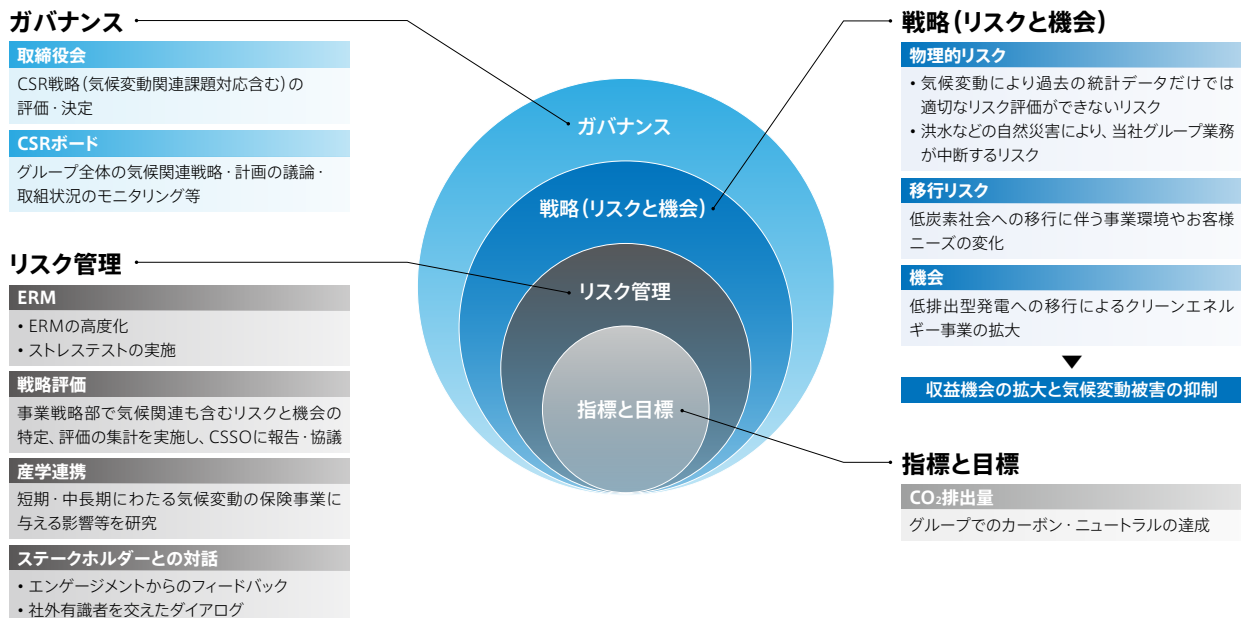 ガバナンス
取締役会
CSR戦略(気候変動関連課題対応含む)の
評価・決定
CSRボード
グループ全体の気候関連戦略・計画の議論・
取組状況のモニタリング等
リスク管理
ERM
・ERMの高度化
・ストレステストの実施
戦略評価
事業戦略部で気候関連も含むリスクと機会の
特定、評価の集計を実施し、CSSOに報告・協議
産学連携
短期・中長期にわたる気候変動の保険事業に
与える影響等を研究
ステークホルダーとの対話
・エンゲージメントからのフィードバック
・社外有識者を交えたダイアログ
ガバナンス
戦略(リスクと機会)
リスク管理
指標と目標
戦略(リスクと機会)
物理的リスク
・気候変動により過去の統計データだけでは
適切なリスク評価ができないリスク
・洪水などの自然災害により、当社グループ業務
が中断するリスク
移行リスク
低炭素社会への移行に伴う事業環境やお客様
ニーズの変化
機会
低排出型発電への移行によるクリーンエネル
ギー事業の拡大
▼
収益機会の拡大と気候変動被害の抑制
指標と目標
CO₂排出量
グループでのカーボン・ニュートラルの達成